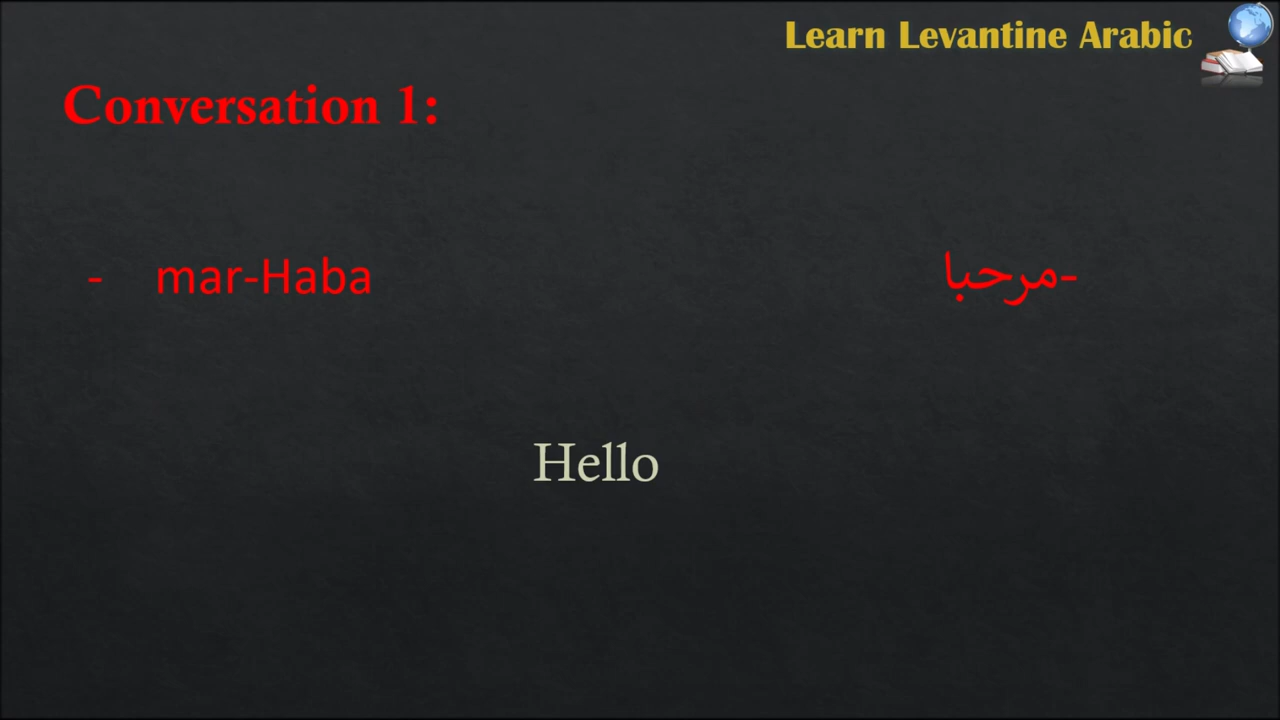 Learn Levantine Arabic
Conversation 1:
- mar-Haba
-مرحبا
Hello